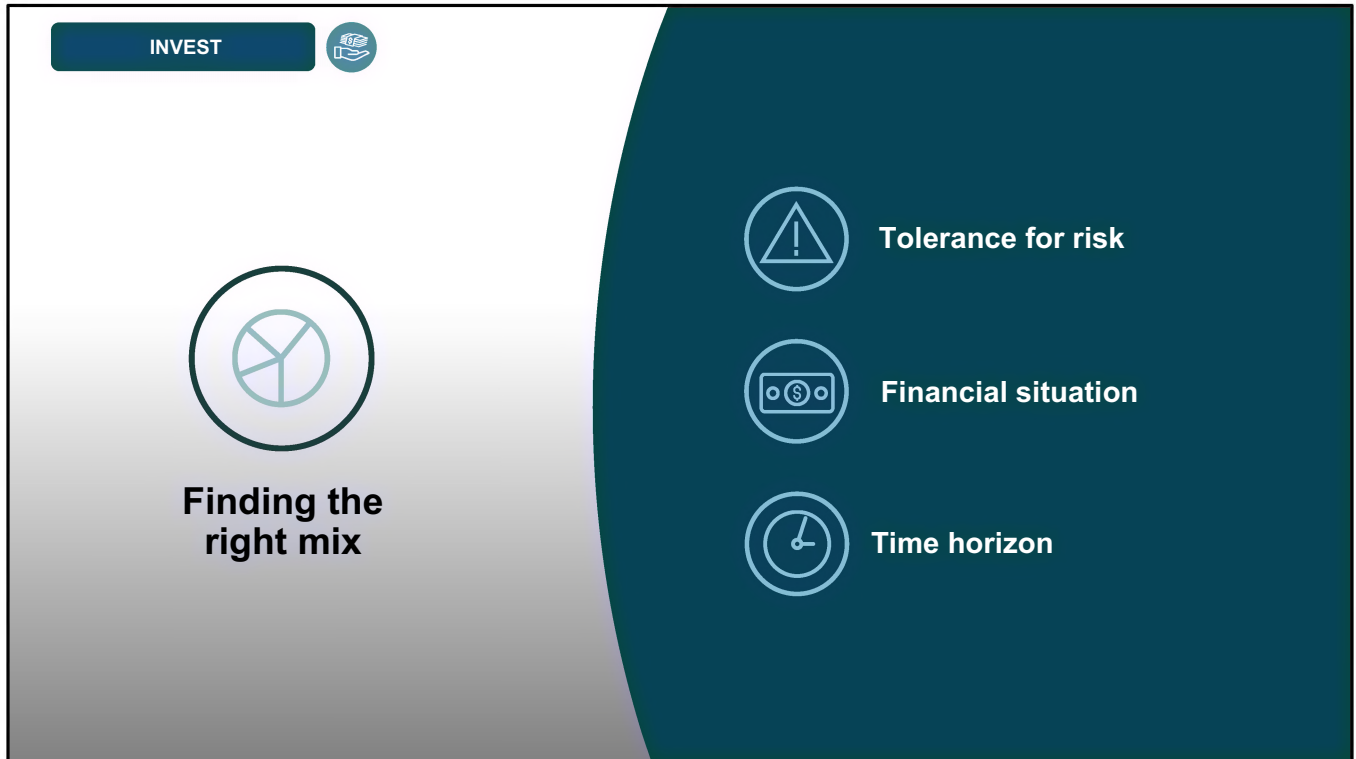 INVEST
Finding the
right mix
Tolerance for risk
Financial situation
Time horizon